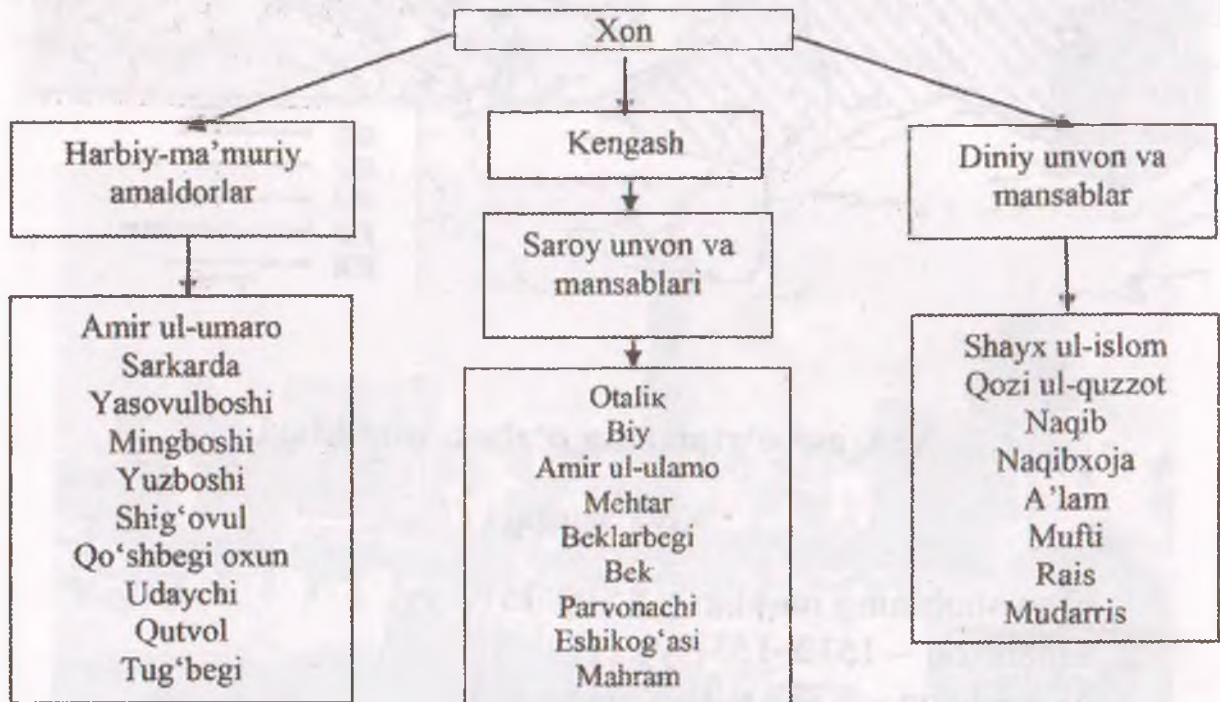 Xon
Harbiy-ma’muriy
amaldorlar
Kengash
Diniy unvon va
mansablar
Saroy unvon va
mansablari
Amir ul-umaro
Sarkarda
Yasovulboshi
Mingboshi
Yuzboshi
Shig‘ovul
Qo‘shbegi oxun
Udaychi
Qutvol
Tug‘begi
Otaliк
Biy
Amir ul-ulamo
Mehtar
Beklarbegi
Bek
Parvonachi
Eshikog‘asi
Mahram
Shayx ul-islom
Qozi ul-quzzot
Naqib
Naqibxoja
A’lam
Mufti
Rais
Mudarris